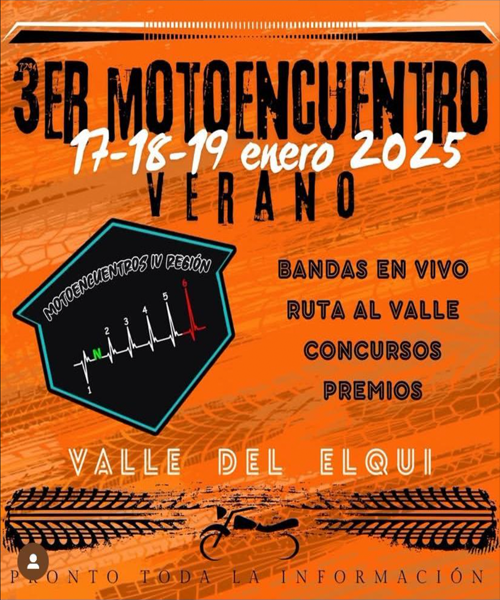 3ER MOTOENCUENTRO
17-18-19 enero 2025
VERANO
MOTOENCUENTROS IV REGIÓN
1 N 2 3 4 5 6
BANDAS EN VIVO
RUTA AL VALLE
CONCURSOS
PREMIOS
VALLE DEL ELQUI
PRONTO TODA LA INFORMACIÓN